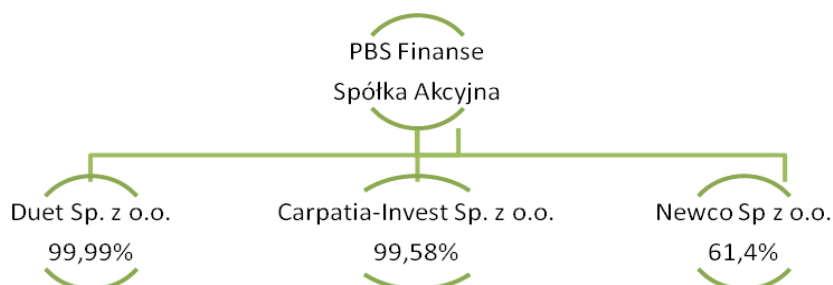 PBS Finanse
Spółka Akcyjna
Duet Sp. z o.o.
99,99%
Carpatia-Invest Sp. z o.o.
99,58%
Newco Sp z o.o.
61,4%